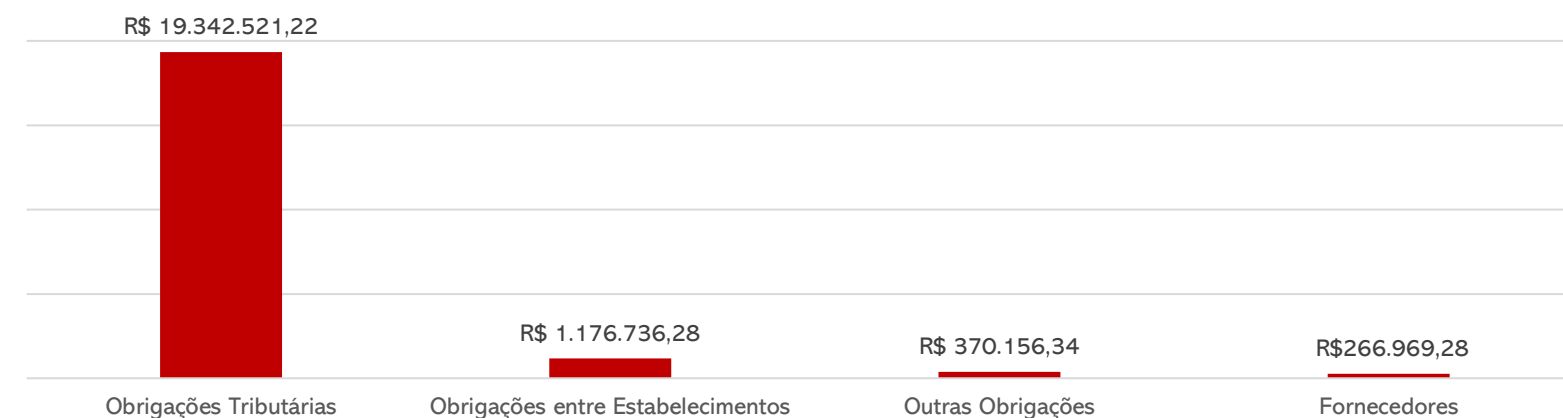 R$ 19.342.521,22
R$ 1.176.736,28
R$ 370.156,34
R$266.969,28
Obrigações Tributárias
Obrigações entre Estabelecimentos
Outras Obrigações
Fornecedores